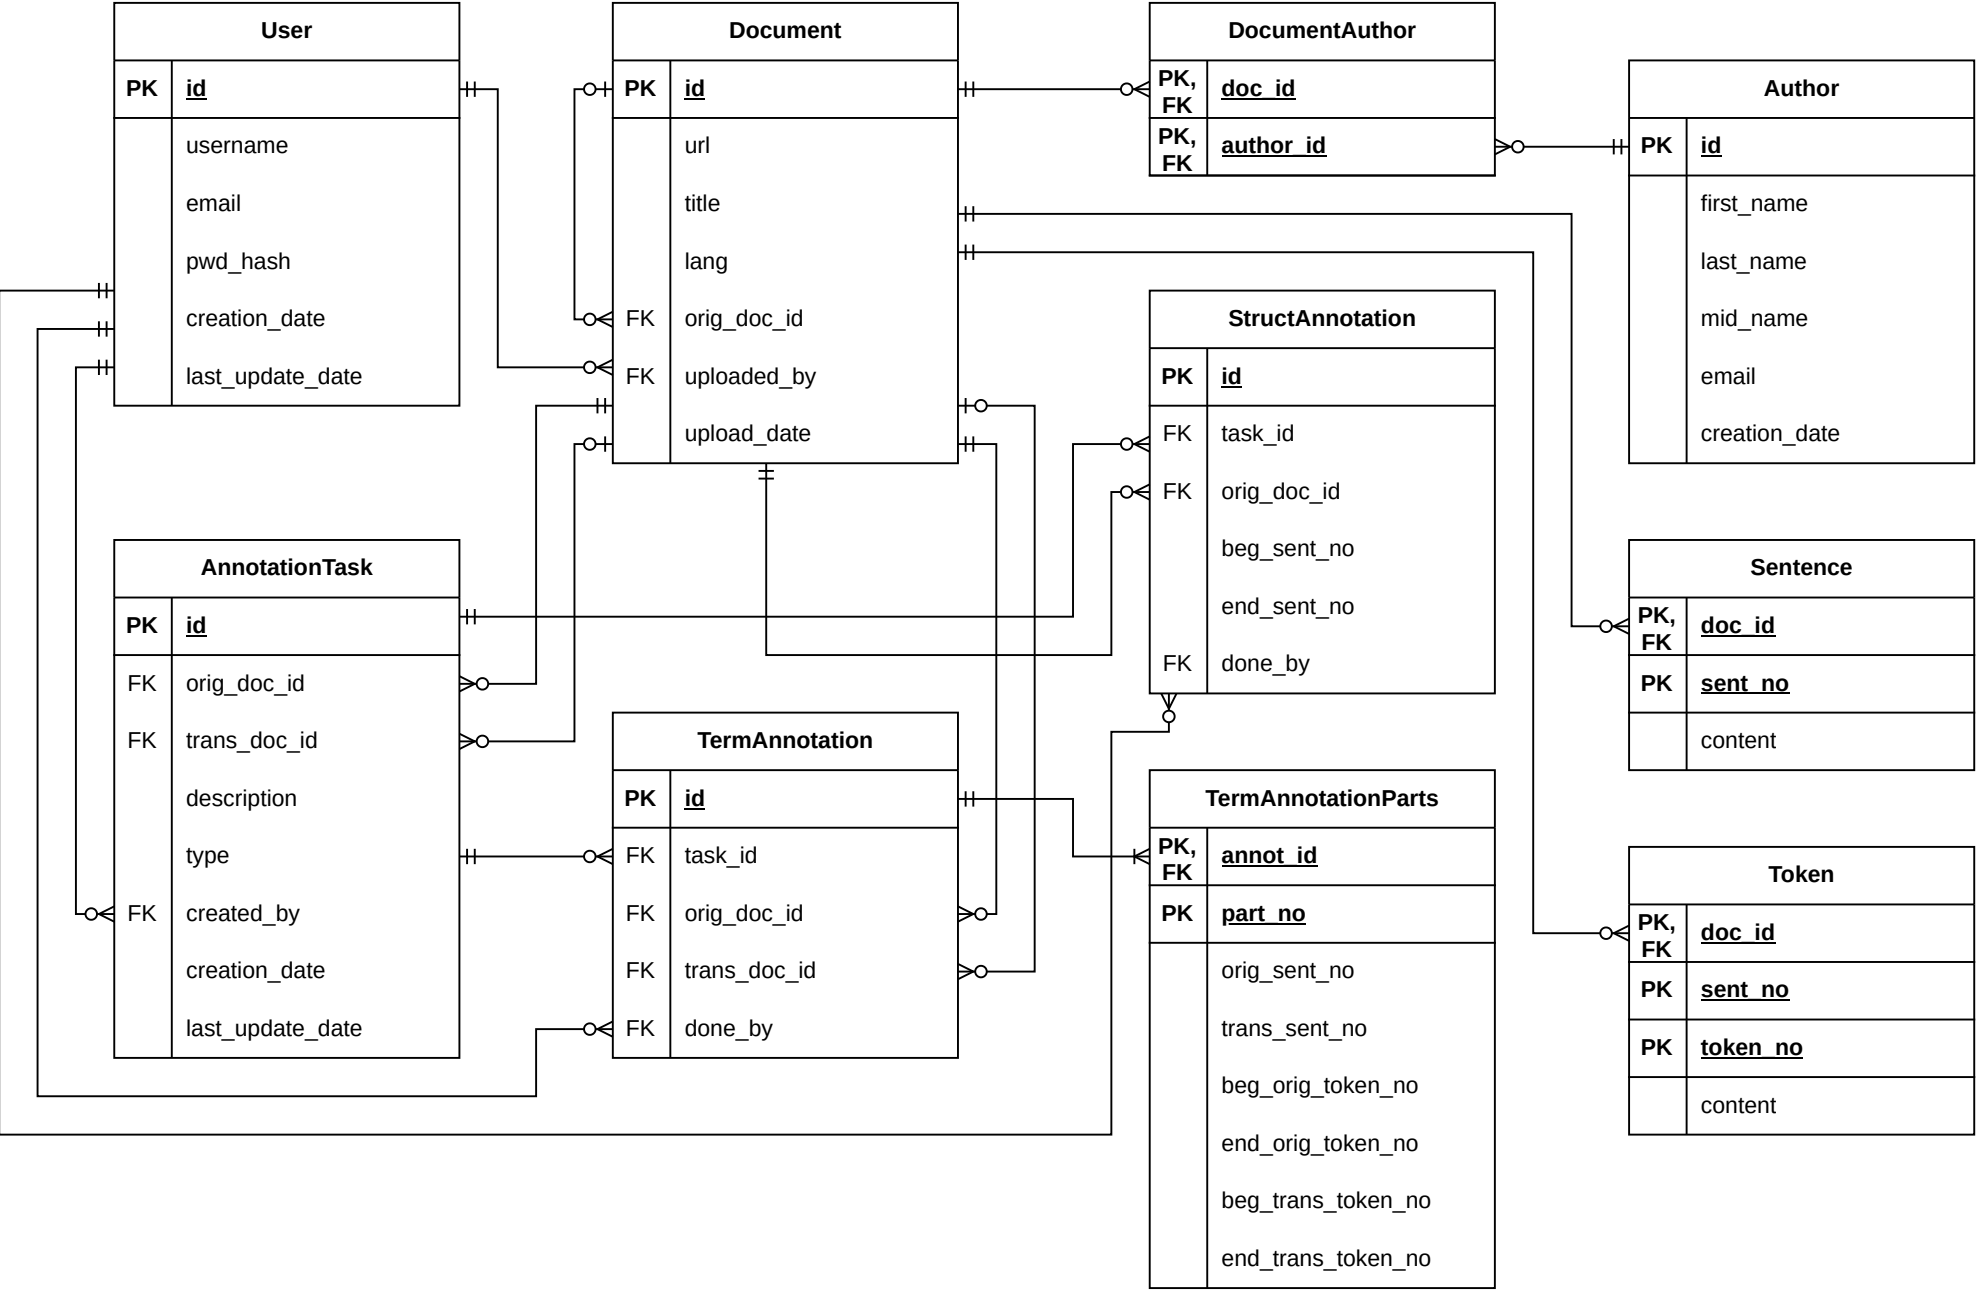 User
PK id
username
email
pwd_hash
creation_date
last_update_date
Document
PK id
url
title
lang
FK orig_doc_id
FK uploaded_by
upload_date
DocumentAuthor
PK,
FK doc_id
PK,
FK author_id
Author
PK id
first_name
last_name
mid_name
email
creation_date
StructAnnotation
PK id
FK task_id
FK orig_doc_id
beg_sent_no
end_sent_no
FK done_by
AnnotationTask
PK id
FK orig_doc_id
FK trans_doc_id
description
type
FK created_by
creation_date
last_update_date
TermAnnotation
PK id
FK task_id
FK orig_doc_id
FK trans_doc_id
FK done_by
TermAnnotationParts
PK,
FK annot_id
PK part_no
orig_sent_no
trans_sent_no
beg_orig_token_no
end_orig_token_no
beg_trans_token_no
end_trans_token_no
Sentence
PK,
FK doc_id
PK sent_no
content
Token
PK,
FK doc_id
PK sent_no
PK token_no
content